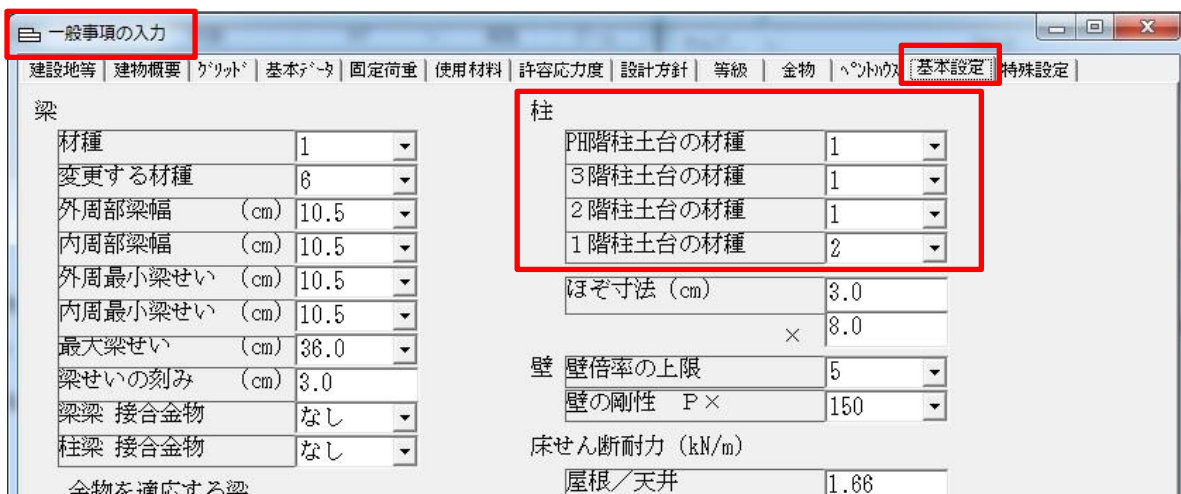 一般事項の入力
建設地等 建物概要 グリッド 基本データ 固定荷重 使用材料 許容応力度 設計方針 等級 金物 ペントハウス 基本設定 特殊設定
梁
材種 1
変更する材種 6
外周部梁幅 (cm) 10.5
内周部梁幅 (cm) 10.5
外周最小梁せい (cm) 10.5
内周最小梁せい (cm) 10.5
最大梁せい (cm) 36.0
梁せいの刻み (cm) 3.0
梁梁 接合金物 なし
柱梁 接合金物 なし
金物を適応する梁
柱
PH階柱土台の材種 1
3階柱土台の材種 1
2階柱土台の材種 1
1階柱土台の材種 2
ほぞ寸法 (cm) 3.0
× 8.0
壁 壁倍率の上限 5
壁の剛性 P× 150
床せん断耐力 (kN/m)
屋根/天井 1.66